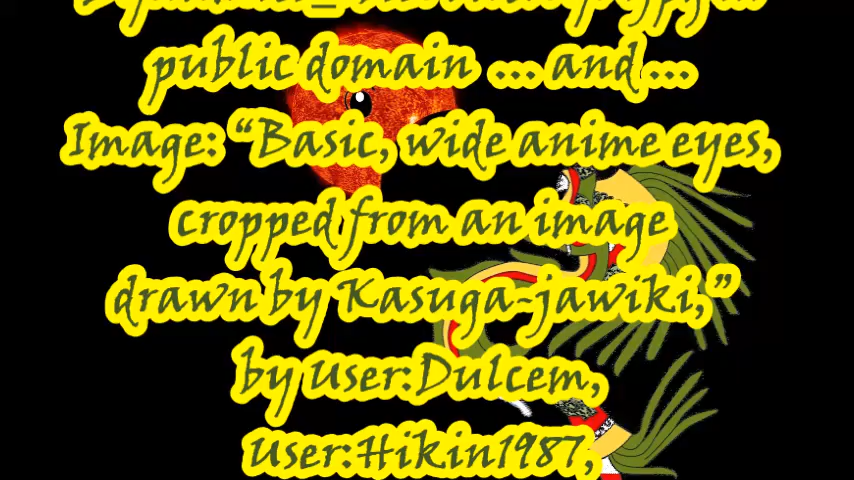 public domain ... and ...
Image: “Basic, wide anime eyes,
cropped from an image
drawn by Kasuga~jawiki,”
by User:Dulcem,
User:Hikin1987,